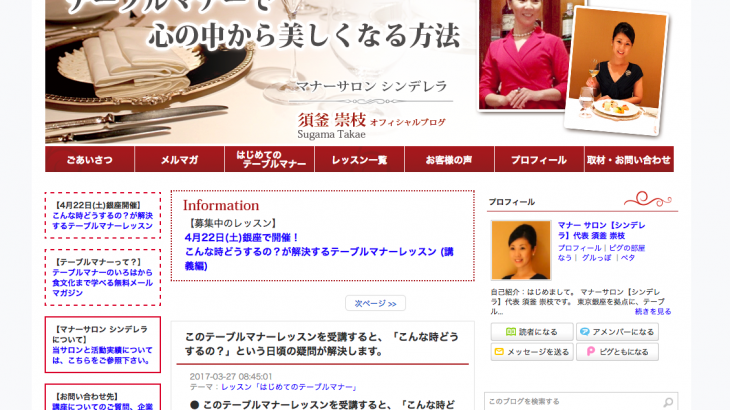 テーブルマナーで
心の中から美しくなる方法
マナーサロン シンデレラ
須釜 崇枝 オフィシャルブログ
Sugama Takae
ごあいさつ
メルマガ
はじめての
テーブルマナー
レッスン一覧
お客様の声
プロフィール
取材・お問い合わせ
【4月22日(土)銀座開催】
こんな時どうするの？が解決
するテーブルマナーレッスン
【テーブルマナーって？】
テーブルマナーのいろはから
食文化まで学べる無料メール
マガジン
【マナーサロン シンデレラ
について】
当サロンと活動実績について
は、こちらをご参照下さい。
【お問い合わせ先】
講座についてのご質問、企業
Information
【募集中のレッスン】
4月22日(土)銀座で開催！
こんな時どうするの？が解決するテーブルマナーレッスン (講
義編)
次ページ >>
このテーブルマナーレッスンを受講すると、「こんな時どう
するの？」という日頃の疑問が解決します。
2017-03-27 08:45:01
テーマ：レッスン「はじめてのテーブルマナー」
● このテーブルマナーレッスンを受講すると、「こんな時ど
プロフィール
マナー サロン【シンデレ
ラ】代表 須釜 崇枝
プロフィール｜ピグの部屋
なう｜ グルっぽ ｜ペタ
自己紹介：はじめまして。 マナーサロン【シンデレ
ラ】代表 須釜 崇枝です。 東京銀座を拠点に、テーブ
ル... 続きを見る
読者になる
アメンバーになる
メッセージを送る
ピグともになる
このブログを検索する